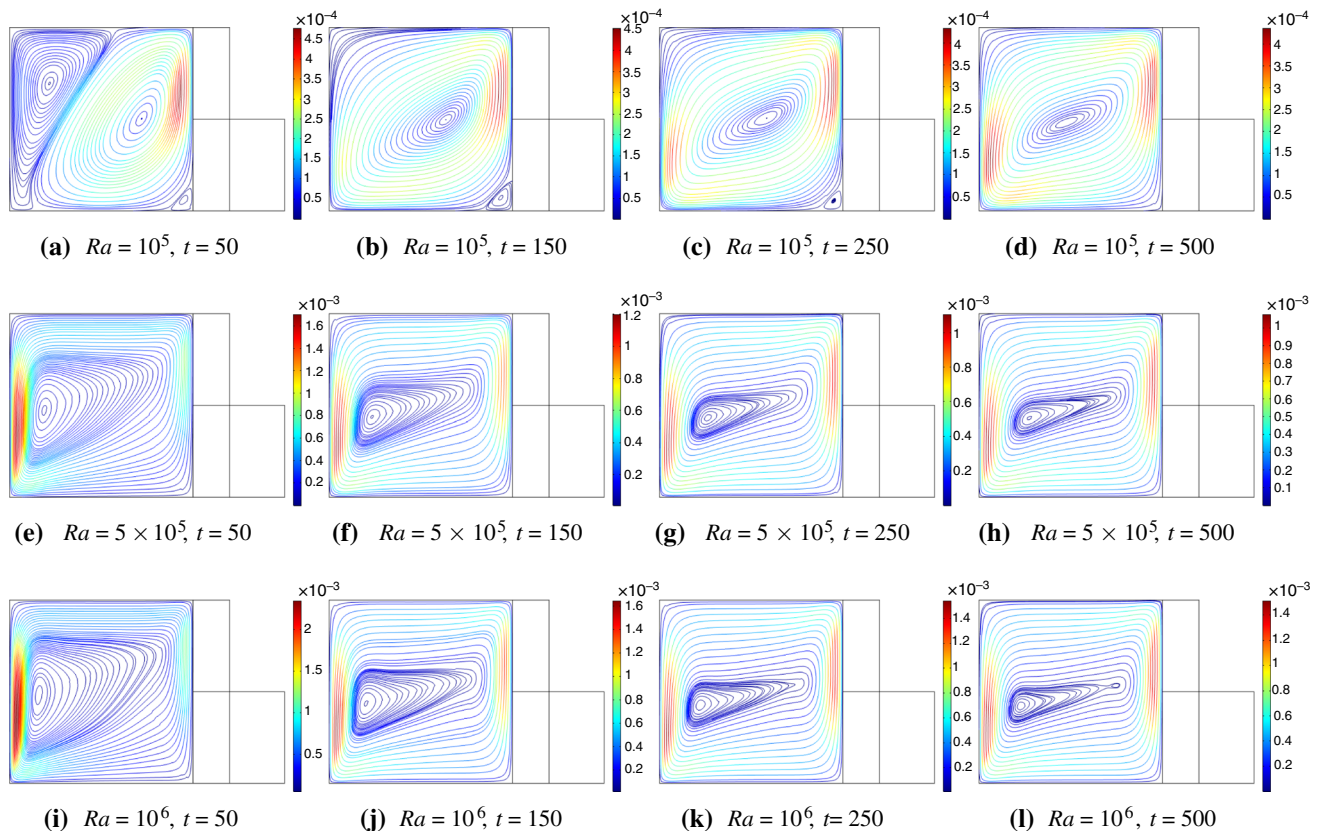 ×10⁻⁴ ×10⁻⁴ ×10⁻⁴ ×10⁻⁴
4.5 4.5 4 4
4 4 3.5 3.5
3.5 3.5 3 3
3 3 2.5 2.5
2.5 2.5 2 2
2 2 1.5 1.5
1.5 1.5 1 1
1 1 0.5 0.5
0.5 0.5
(a) Ra = 10⁵, t = 50 (b) Ra = 10⁵, t = 150 (c) Ra = 10⁵, t = 250 (d) Ra = 10⁵, t = 500
×10⁻³ ×10⁻³ ×10⁻³ ×10⁻³
1.6 1.2 1 1
1.4 1 0.8 0.9
1.2 0.8 0.6 0.8
1 0.6 0.4 0.7
0.8 0.4 0.2 0.6
0.6 0.2 0.5
0.4 0.4
0.2 0.3
0.2
0.1
(e) Ra = 5 × 10⁵, t = 50 (f) Ra = 5 × 10⁵, t = 150 (g) Ra = 5 × 10⁵, t = 250 (h) Ra = 5 × 10⁵, t = 500
×10⁻³ ×10⁻³ ×10⁻³ ×10⁻³
2 1.6 1.4 1.4
1.5 1.4 1.2 1.2
1 1.2 1 1
0.5 1 0.8 0.8
0.8 0.6 0.6
0.6 0.4 0.4
0.4 0.2 0.2
0.2
(i) Ra = 10⁶, t = 50 (j) Ra = 10⁶, t = 150 (k) Ra = 10⁶, t = 250 (l) Ra = 10⁶, t = 500